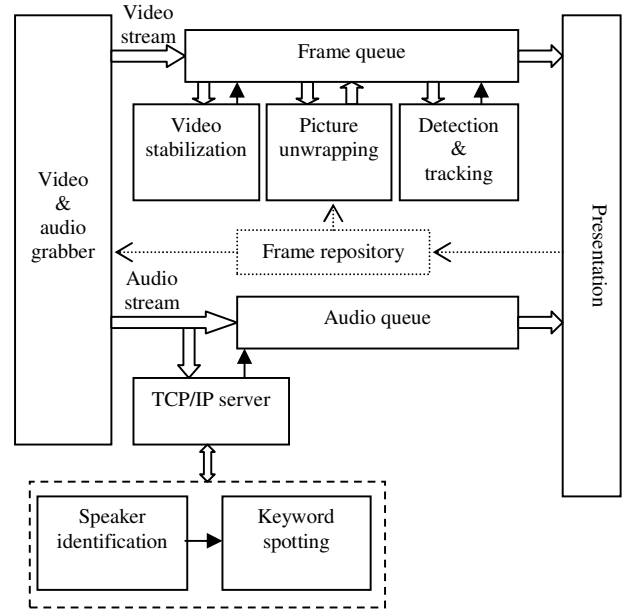 Video
stream
Frame queue
Video
stabilization
Picture
unwrapping
Detection
&
tracking
Video
&
audio
grabber
Frame repository
Presentation
Audio
stream
Audio queue
TCP/IP server
Speaker
identification
Keyword
spotting